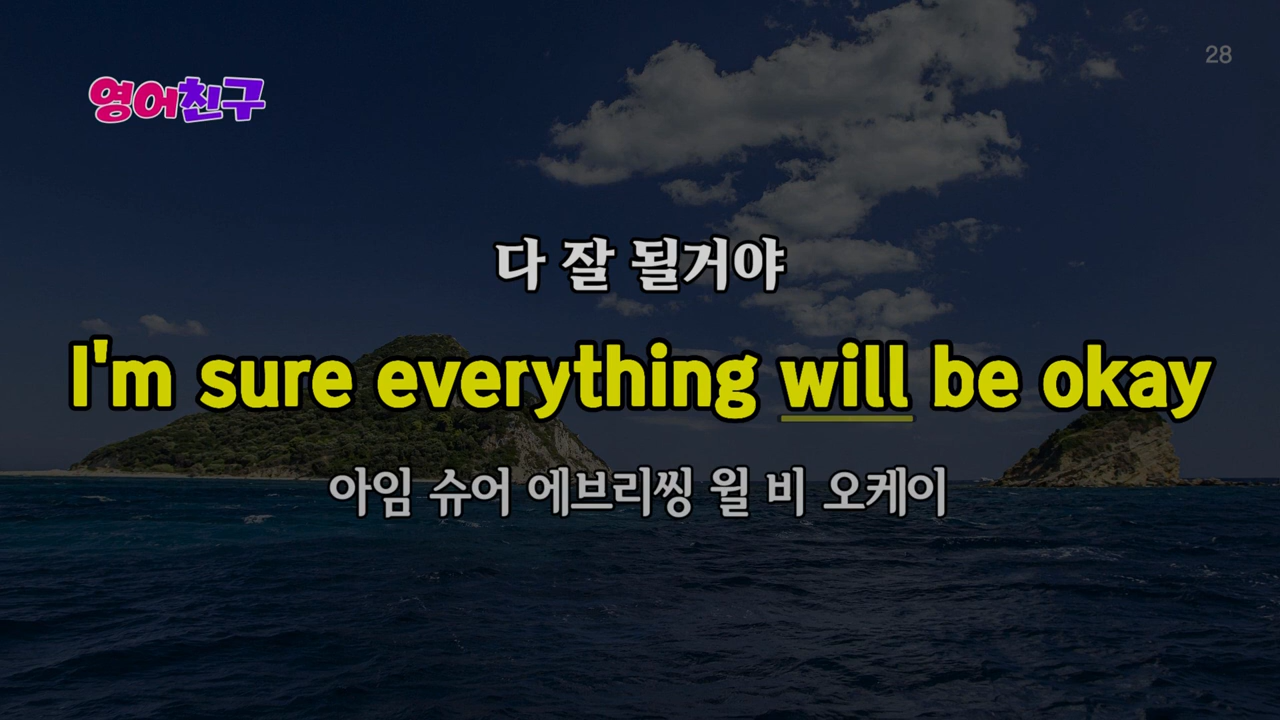 28
영어친구
다 잘 될거야
I'm sure everything will be okay
아임 슈어 에브리씽 윌 비 오케이